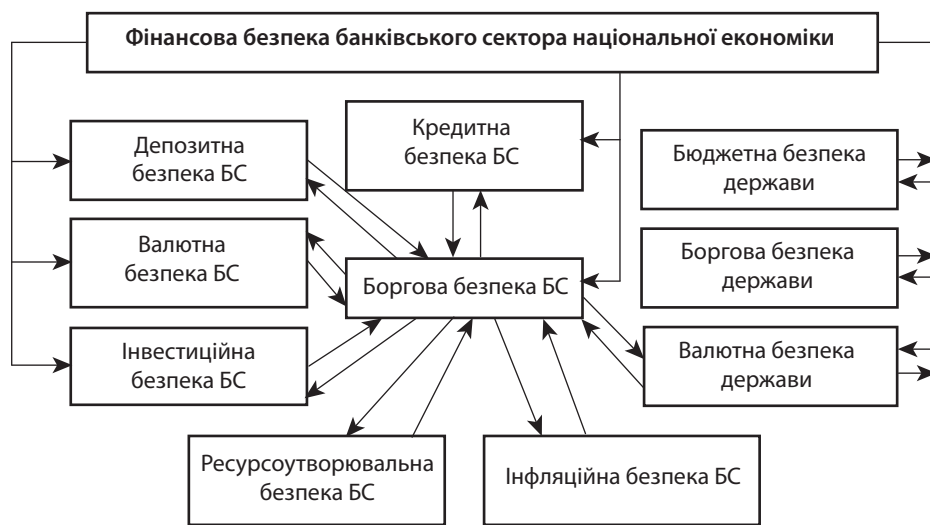 Фінансова безпека банківського сектора національної економіки
Депозитна
безпека БС
Кредитна
безпека БС
Бюджетна безпека
держави
Валютна
безпека БС
Боргова безпека БС
Боргова безпека
держави
Інвестиційна
безпека БС
Валютна безпека
держави
Ресурсоутворювальна
безпека БС
Інфляційна безпека БС